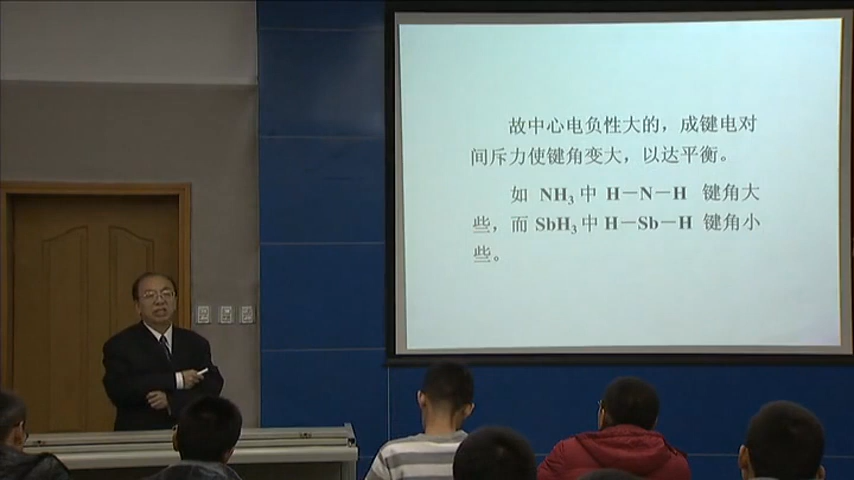 故中心电负性大的，成键电对
间斥力使键角变大，以达平衡。
如 NH₃ 中 H－N－H 键角大
些，而 SbH₃ 中 H－Sb－H 键角小
些。